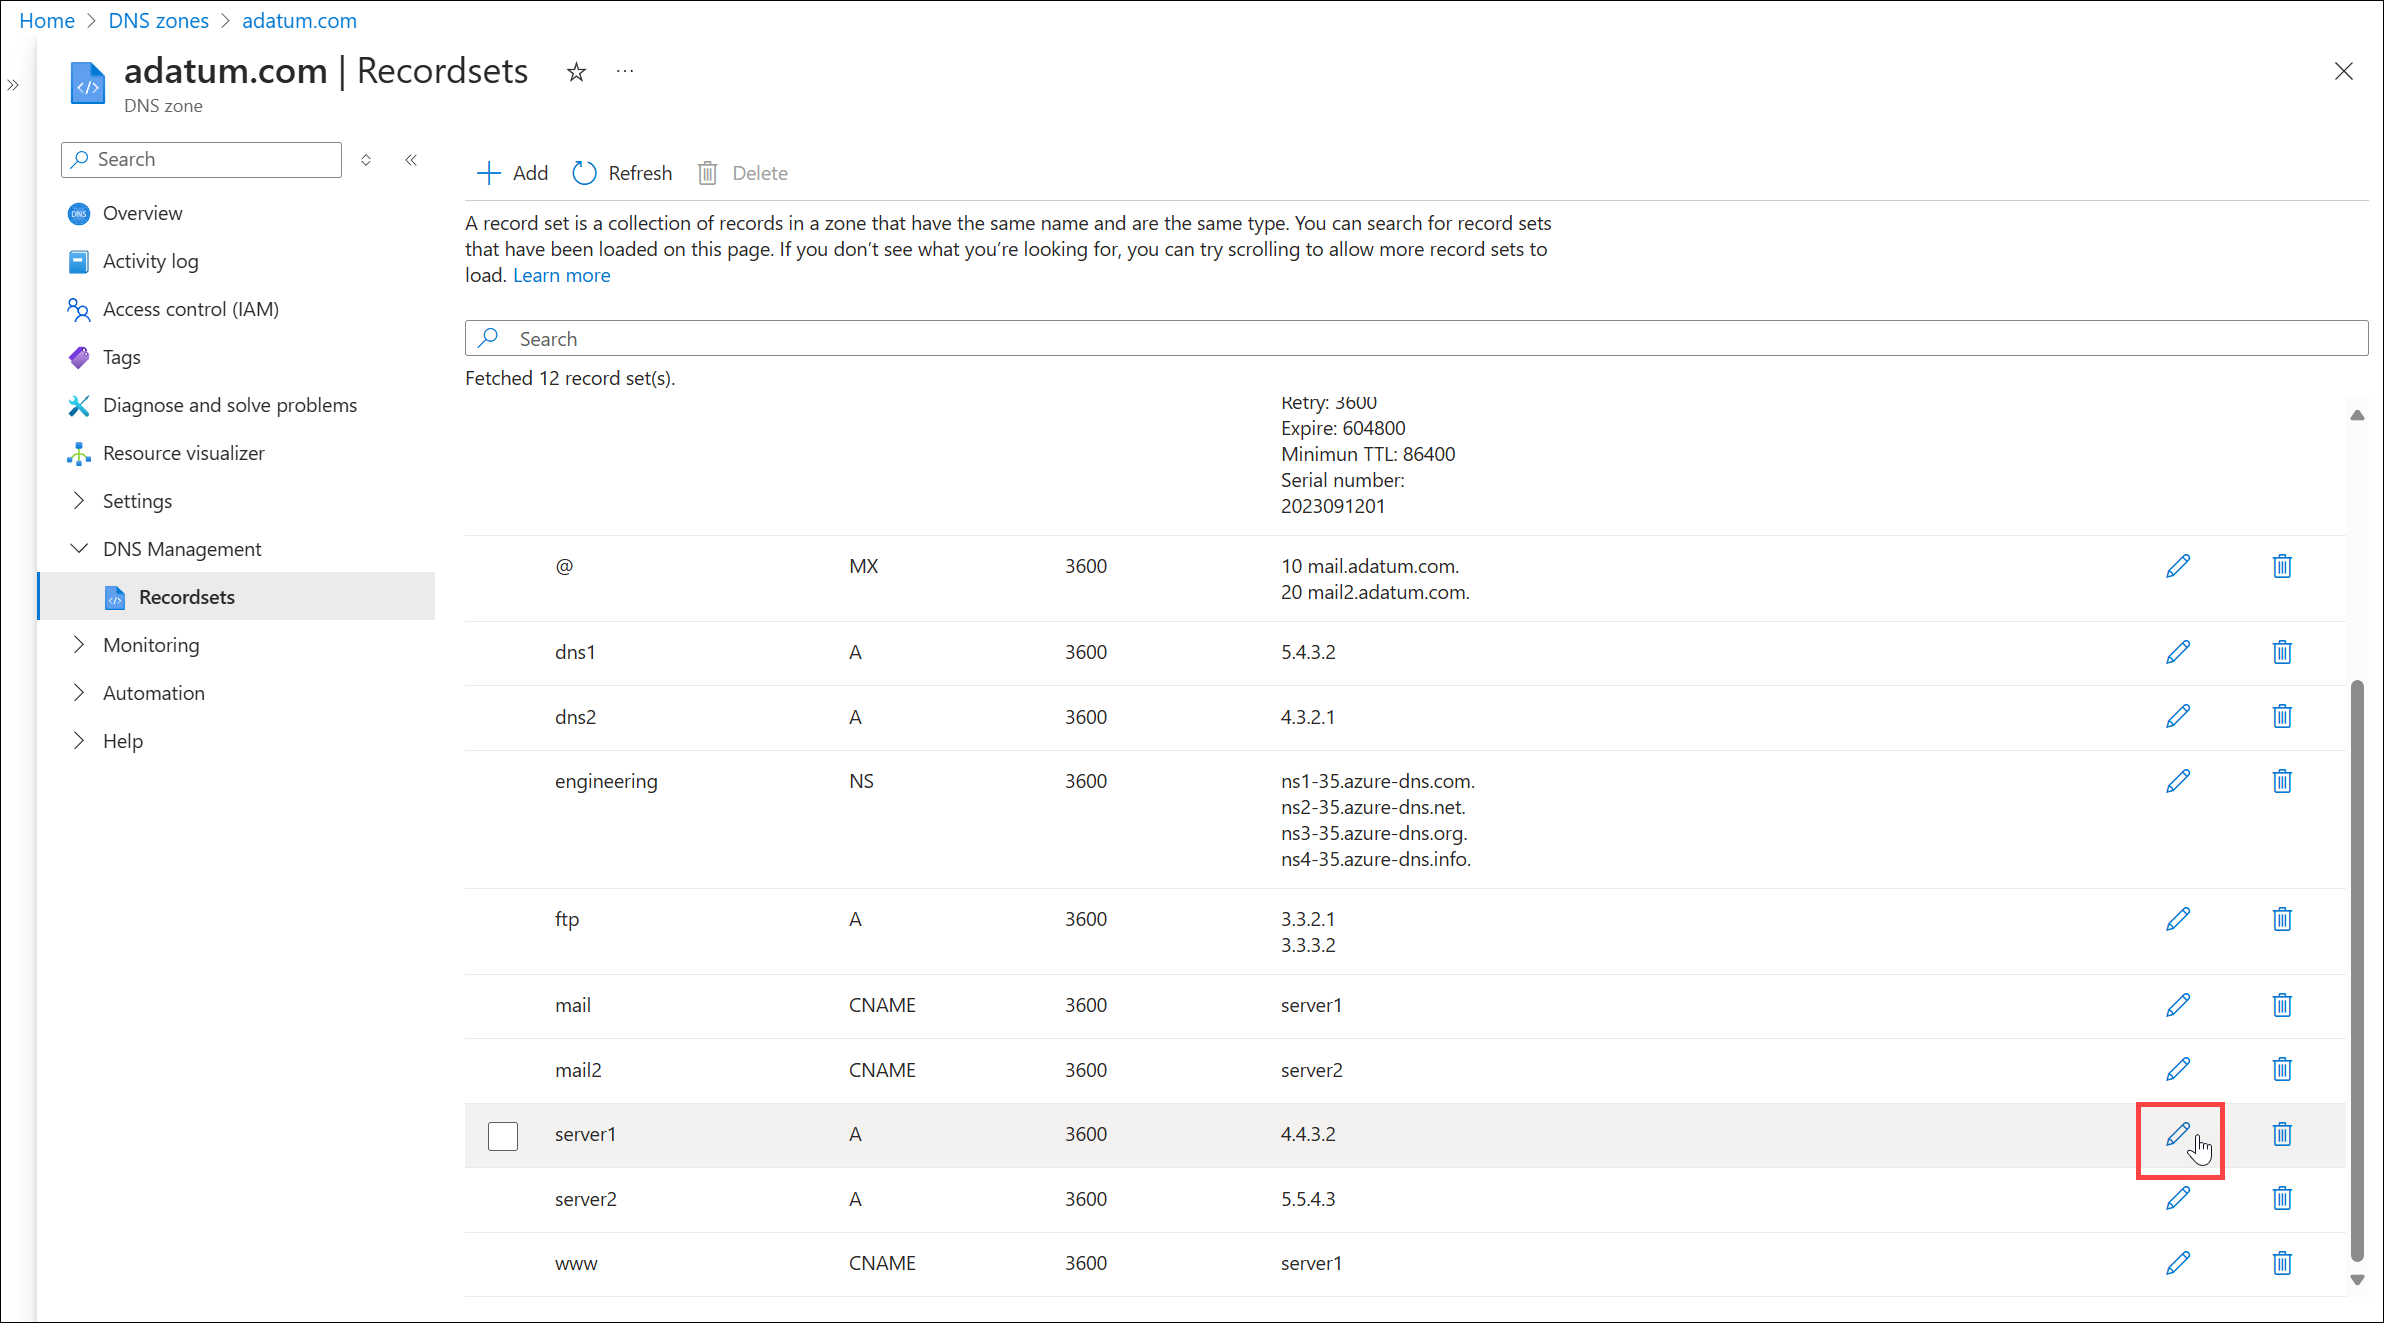 Home > DNS zones > adatum.com
adatum.com | Recordsets
DNS zone
Search
Overview
Activity log
Access control (IAM)
Tags
Diagnose and solve problems
Resource visualizer
Settings
DNS Management
Recordsets
Monitoring
Automation
Help
Add Refresh Delete
A record set is a collection of records in a zone that have the same name and are the same type. You can search for record sets
that have been loaded on this page. If you don't see what you're looking for, you can try scrolling to allow more record sets to
load. Learn more
Search
Fetched 12 record set(s).
Retry: 3600
Expire: 604800
Minimun TTL: 86400
Serial number:
2023091201
@ MX 3600 10 mail.adatum.com.
20 mail2.adatum.com.
dns1 A 3600 5.4.3.2
dns2 A 3600 4.3.2.1
engineering NS 3600 ns1-35.azure-dns.com.
ns2-35.azure-dns.net.
ns3-35.azure-dns.org.
ns4-35.azure-dns.info.
ftp A 3600 3.3.2.1
3.3.3.2
mail CNAME 3600 server1
mail2 CNAME 3600 server2
server1 A 3600 4.4.3.2
server2 A 3600 5.5.4.3
www CNAME 3600 server1